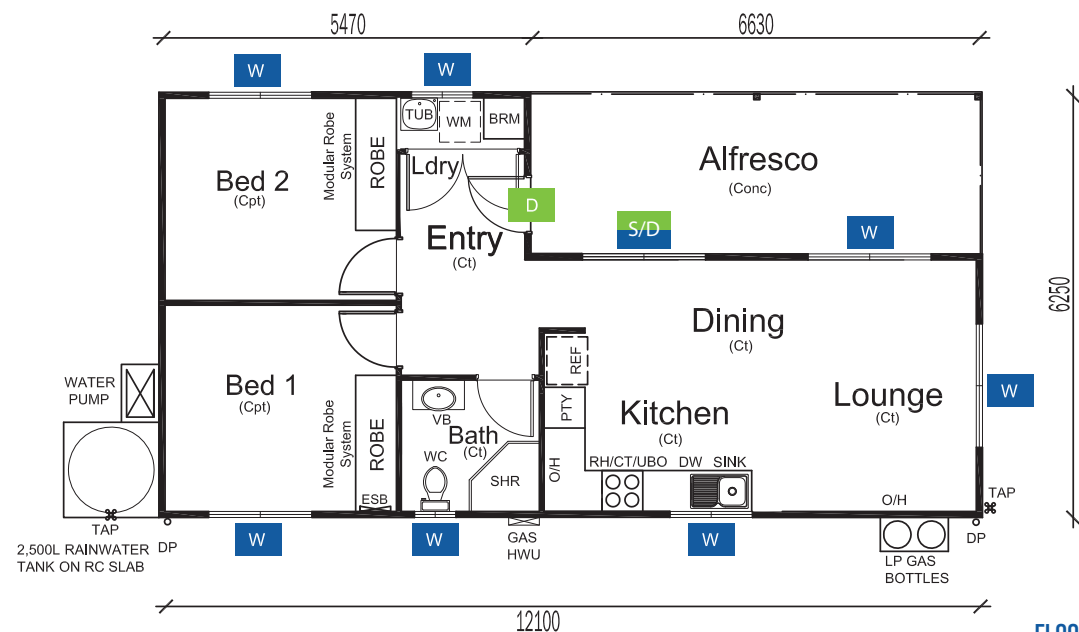 5470
6630
W
W
TUB
WM
BRM
Modular Robe
System
ROBE
Ldry
Bed 2
(Cpt)
Alfresco
(Conc)
D
S/D
W
Entry
(Ct)
6250
Dining
(Ct)
REF
WATER
PUMP
Bed 1
(Cpt)
Modular Robe
System
ROBE
VB
Bath
(Ct)
PTY
Kitchen
(Ct)
Lounge
(Ct)
W
WC
SHR
O/H
RH/CT/UBO
DW
SINK
ESB
O/H
TAP
TAP
2,500L RAINWATER
TANK ON RC SLAB
DP
W
W
GAS
HWU
W
LP GAS
BOTTLES
DP
12100